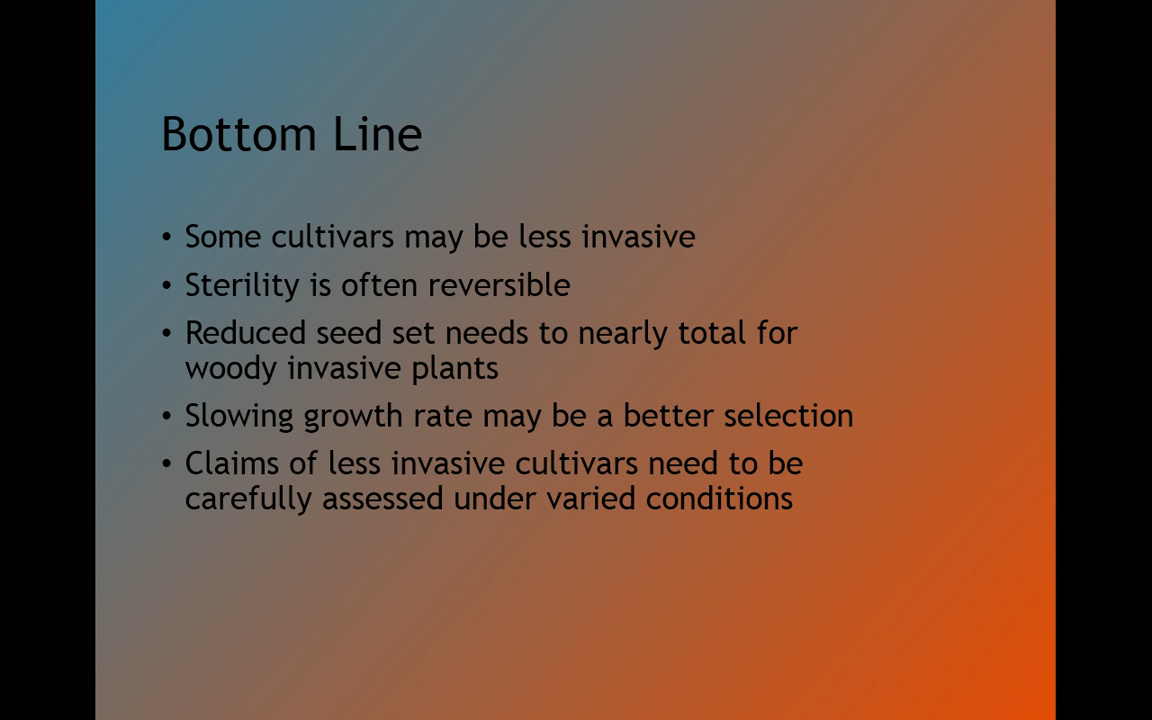 Bottom Line
• Some cultivars may be less invasive
• Sterility is often reversible
• Reduced seed set needs to nearly total for
woody invasive plants
• Slowing growth rate may be a better selection
• Claims of less invasive cultivars need to be
carefully assessed under varied conditions